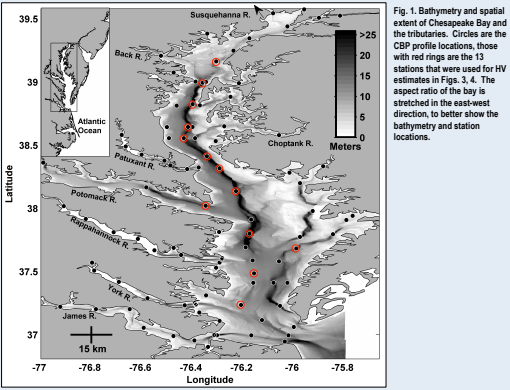 39.5
39
38.5
38
37.5
37
-77
-76.8
-76.6
-76.4
-76.2
-76
-75.8
Latitude
Longitude
Susquehanna R.
Back R.
Atlantic
Ocean
>25
20
15
10
5
0
Meters
Choptank R.
Patuxant R.
Potomack R.
Rappahannock R.
York R.
James R.
15 km
Fig. 1. Bathymetry and spatial
extent of Chesapeake Bay and
the tributaries. Circles are the
CBP profile locations, those
with red rings are the 13
stations that were used for HV
estimates in Figs. 3, 4. The
aspect ratio of the bay is
stretched in the east-west
direction, to better show the
bathymetry and station
locations.